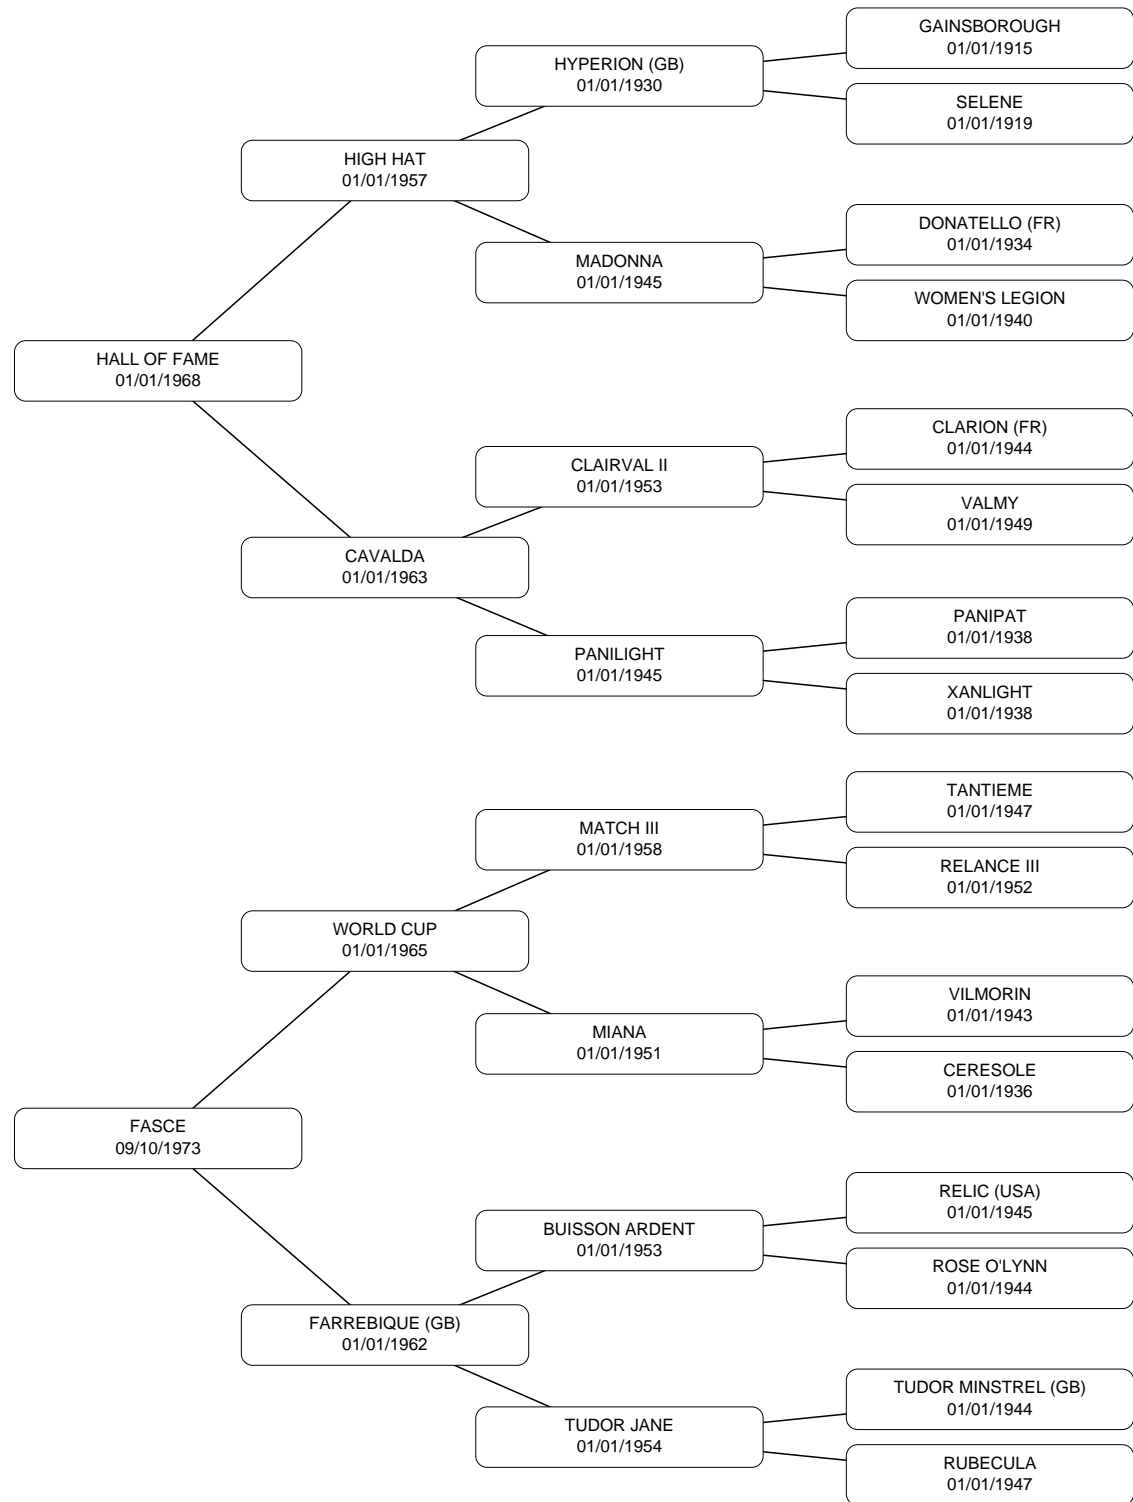 GAINSBOROUGH
01/01/1915
HYPERION (GB)
01/01/1930
SELENE
01/01/1919
HIGH HAT
01/01/1957
DONATELLO (FR)
01/01/1934
MADONNA
01/01/1945
WOMEN'S LEGION
01/01/1940
HALL OF FAME
01/01/1968
CLARION (FR)
01/01/1944
CLAIRVAL II
01/01/1953
VALMY
01/01/1949
CAVALDA
01/01/1963
PANIPAT
01/01/1938
PANILIGHT
01/01/1945
XANLIGHT
01/01/1938
TANTIEME
01/01/1947
MATCH III
01/01/1958
RELANCE III
01/01/1952
WORLD CUP
01/01/1965
VILMORIN
01/01/1943
MIANA
01/01/1951
CERESOLE
01/01/1936
FASCE
09/10/1973
RELIC (USA)
01/01/1945
BUISSON ARDENT
01/01/1953
ROSE O'LYNN
01/01/1944
FARREBIQUE (GB)
01/01/1962
TUDOR MINSTREL (GB)
01/01/1944
TUDOR JANE
01/01/1954
RUBECULA
01/01/1947